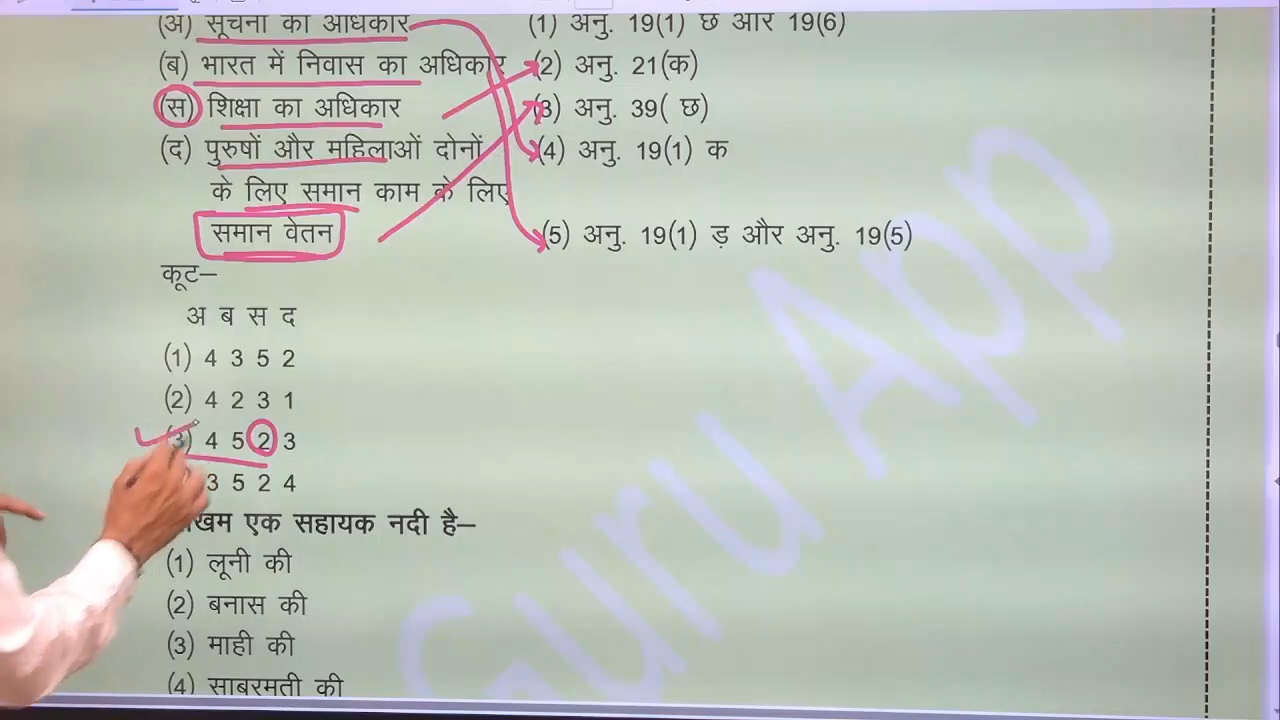 (अ) सूचना का अधिकार (1) अनु. 19(1) छ और 19(6)
(ब) भारत में निवास का अधिकार (2) अनु. 21(क)
(स) शिक्षा का अधिकार (3) अनु. 39( छ)
(द) पुरुषों और महिलाओं दोनों (4) अनु. 19(1) क
के लिए समान काम के लिए
समान वेतन (5) अनु. 19(1) ड़ और अनु. 19(5)
कूट–
अ ब स द
(1) 4 3 5 2
(2) 4 2 3 1
(3) 4 5 2 3
3 5 2 4
एक सहायक नदी है–
(1) लूनी की
(2) बनास की
(3) माही की
(4) साबरमती की
Guru App